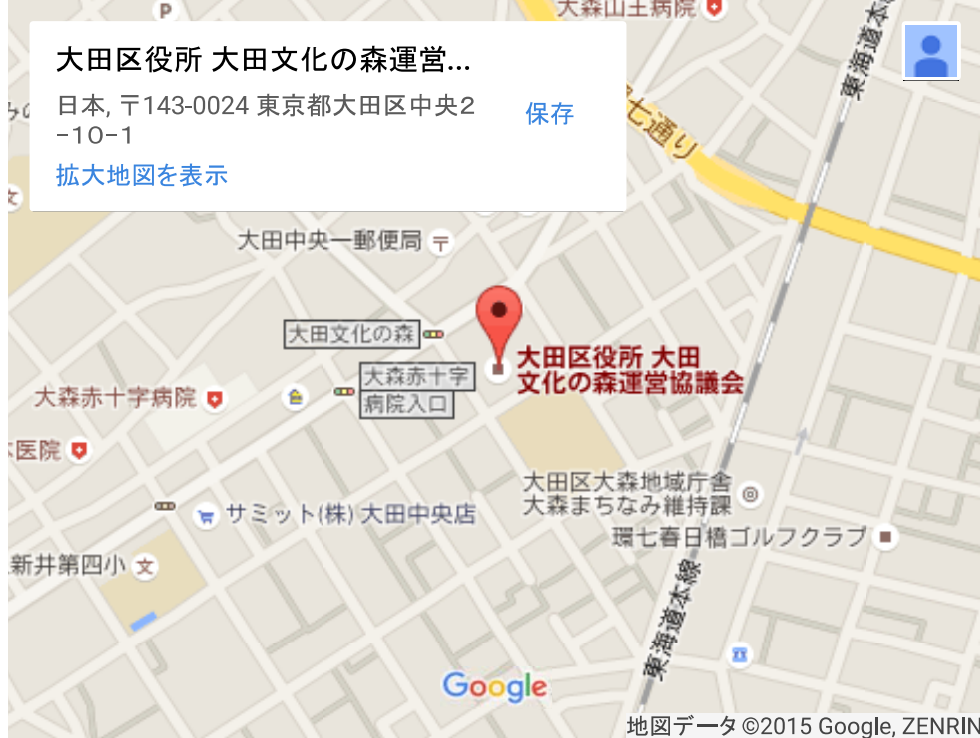 大森山王病院
P
大田区役所 大田文化の森運営...
日本, 〒143-0024 東京都大田区中央2
-10-1
保存
拡大地図を表示
東海道本
七通り
文
大田中央一郵便局 〒
大田文化の森
大森赤十字
病院入口
大田区役所 大田
文化の森運営協議会
大森赤十字病院
医院
大田区大森地域庁舎
大森まちなみ維持課
サミット(株) 大田中央店
環七春日橋ゴルフクラブ
新井第四小 文
東海道本線
Google
地図データ ©2015 Google, ZENRIN